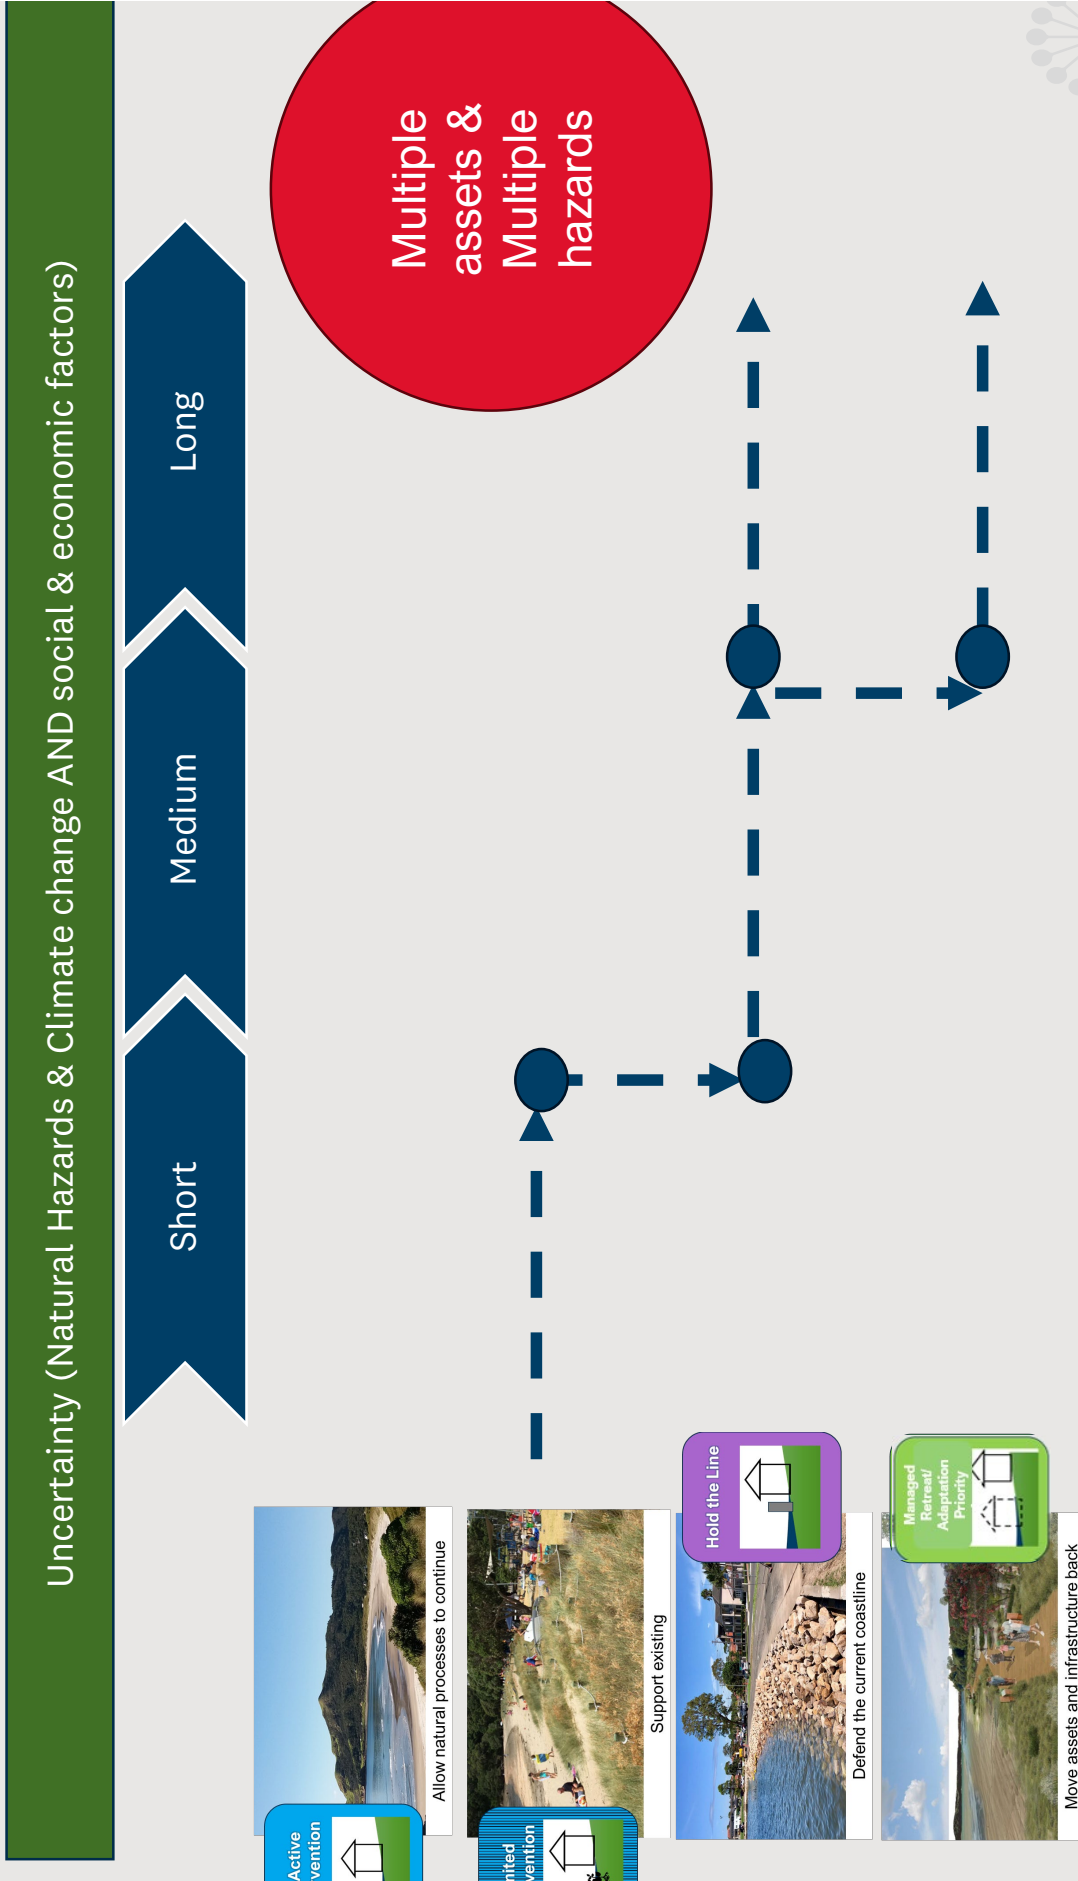 Uncertainty (Natural Hazards & Climate change AND social & economic factors)
Short
Medium
Long
Multiple
assets &
Multiple
hazards
Active
vention
Allow natural processes to continue
mited
vention
Support existing
Hold the Line
Defend the current coastline
Managed
Retreat/
Adaptation
Priority
Move assets and infrastructure back